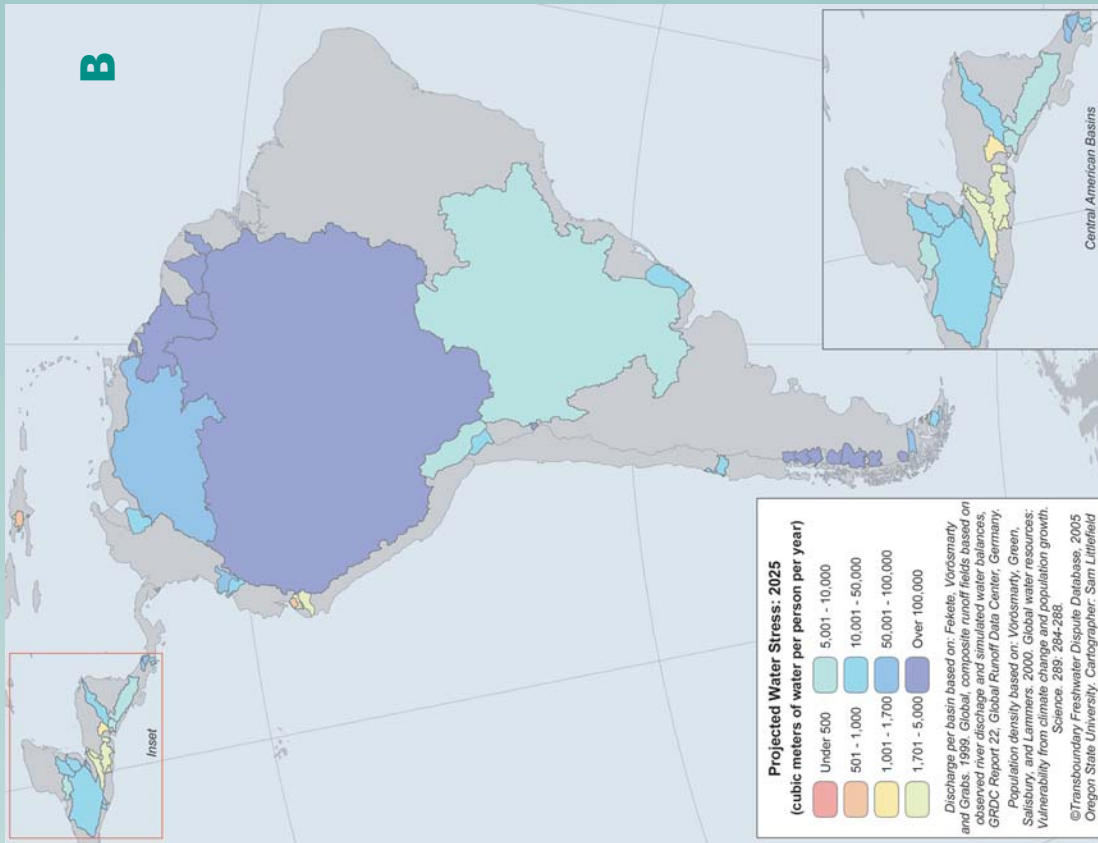 B
Inset
Central American Basins
Projected Water Stress: 2025
(cubic meters of water per person per year)
Under 500
501 - 1,000
1,001 - 1,700
1,701 - 5,000
5,001 - 10,000
10,001 - 50,000
50,001 - 100,000
Over 100,000
Discharge per basin based on: Fekete, Vörösmarty
and Grabs. 1999. Global, composite runoff fields based on
observed river discharge and simulated water balances,
GRDC Report 22, Global Runoff Data Center, Germany.
Population density based on: Vörösmarty, Green,
Salisbury, and Lammers. 2000. Global water resources:
Vulnerability from climate change and population growth.
Science. 289: 284-288.
©Transboundary Freshwater Dispute Database, 2005
Oregon State University. Cartographer: Sam Littlefield